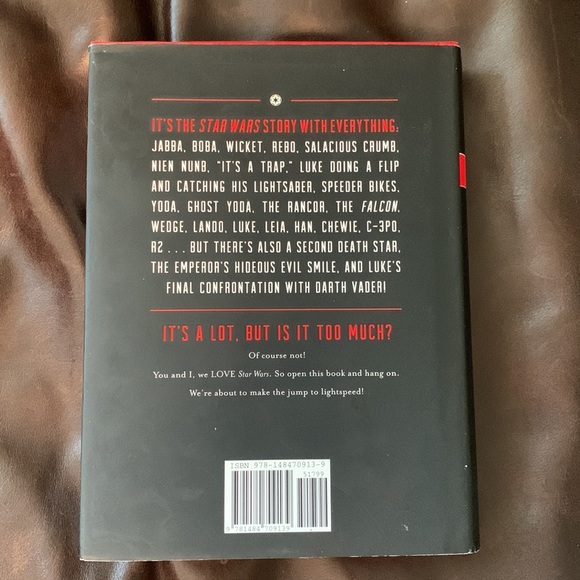 IT'S THE STAR WARS STORY WITH EVERYTHING:
JABBA, BOBA, WICKET, REBO, SALACIOUS CRUMB,
NIEN NUNB, "IT'S A TRAP," LUKE DOING A FLIP
AND CATCHING HIS LIGHTSABER, SPEEDER BIKES,
YODA, GHOST YODA, THE RANCOR, THE FALCON,
WEDGE, LANDO, LUKE, LEIA, HAN, CHEWIE, C-3PO,
R2 . . . BUT THERE'S ALSO A SECOND DEATH STAR,
THE EMPEROR'S HIDEOUS EVIL SMILE, AND LUKE'S
FINAL CONFRONTATION WITH DARTH VADER!
IT'S A LOT, BUT IS IT TOO MUCH?
Of course not!
You and I, we LOVE Star Wars. So open this book and hang on.
We're about to make the jump to lightspeed!
ISBN 978-148470913-9
51799
9 781484 709139